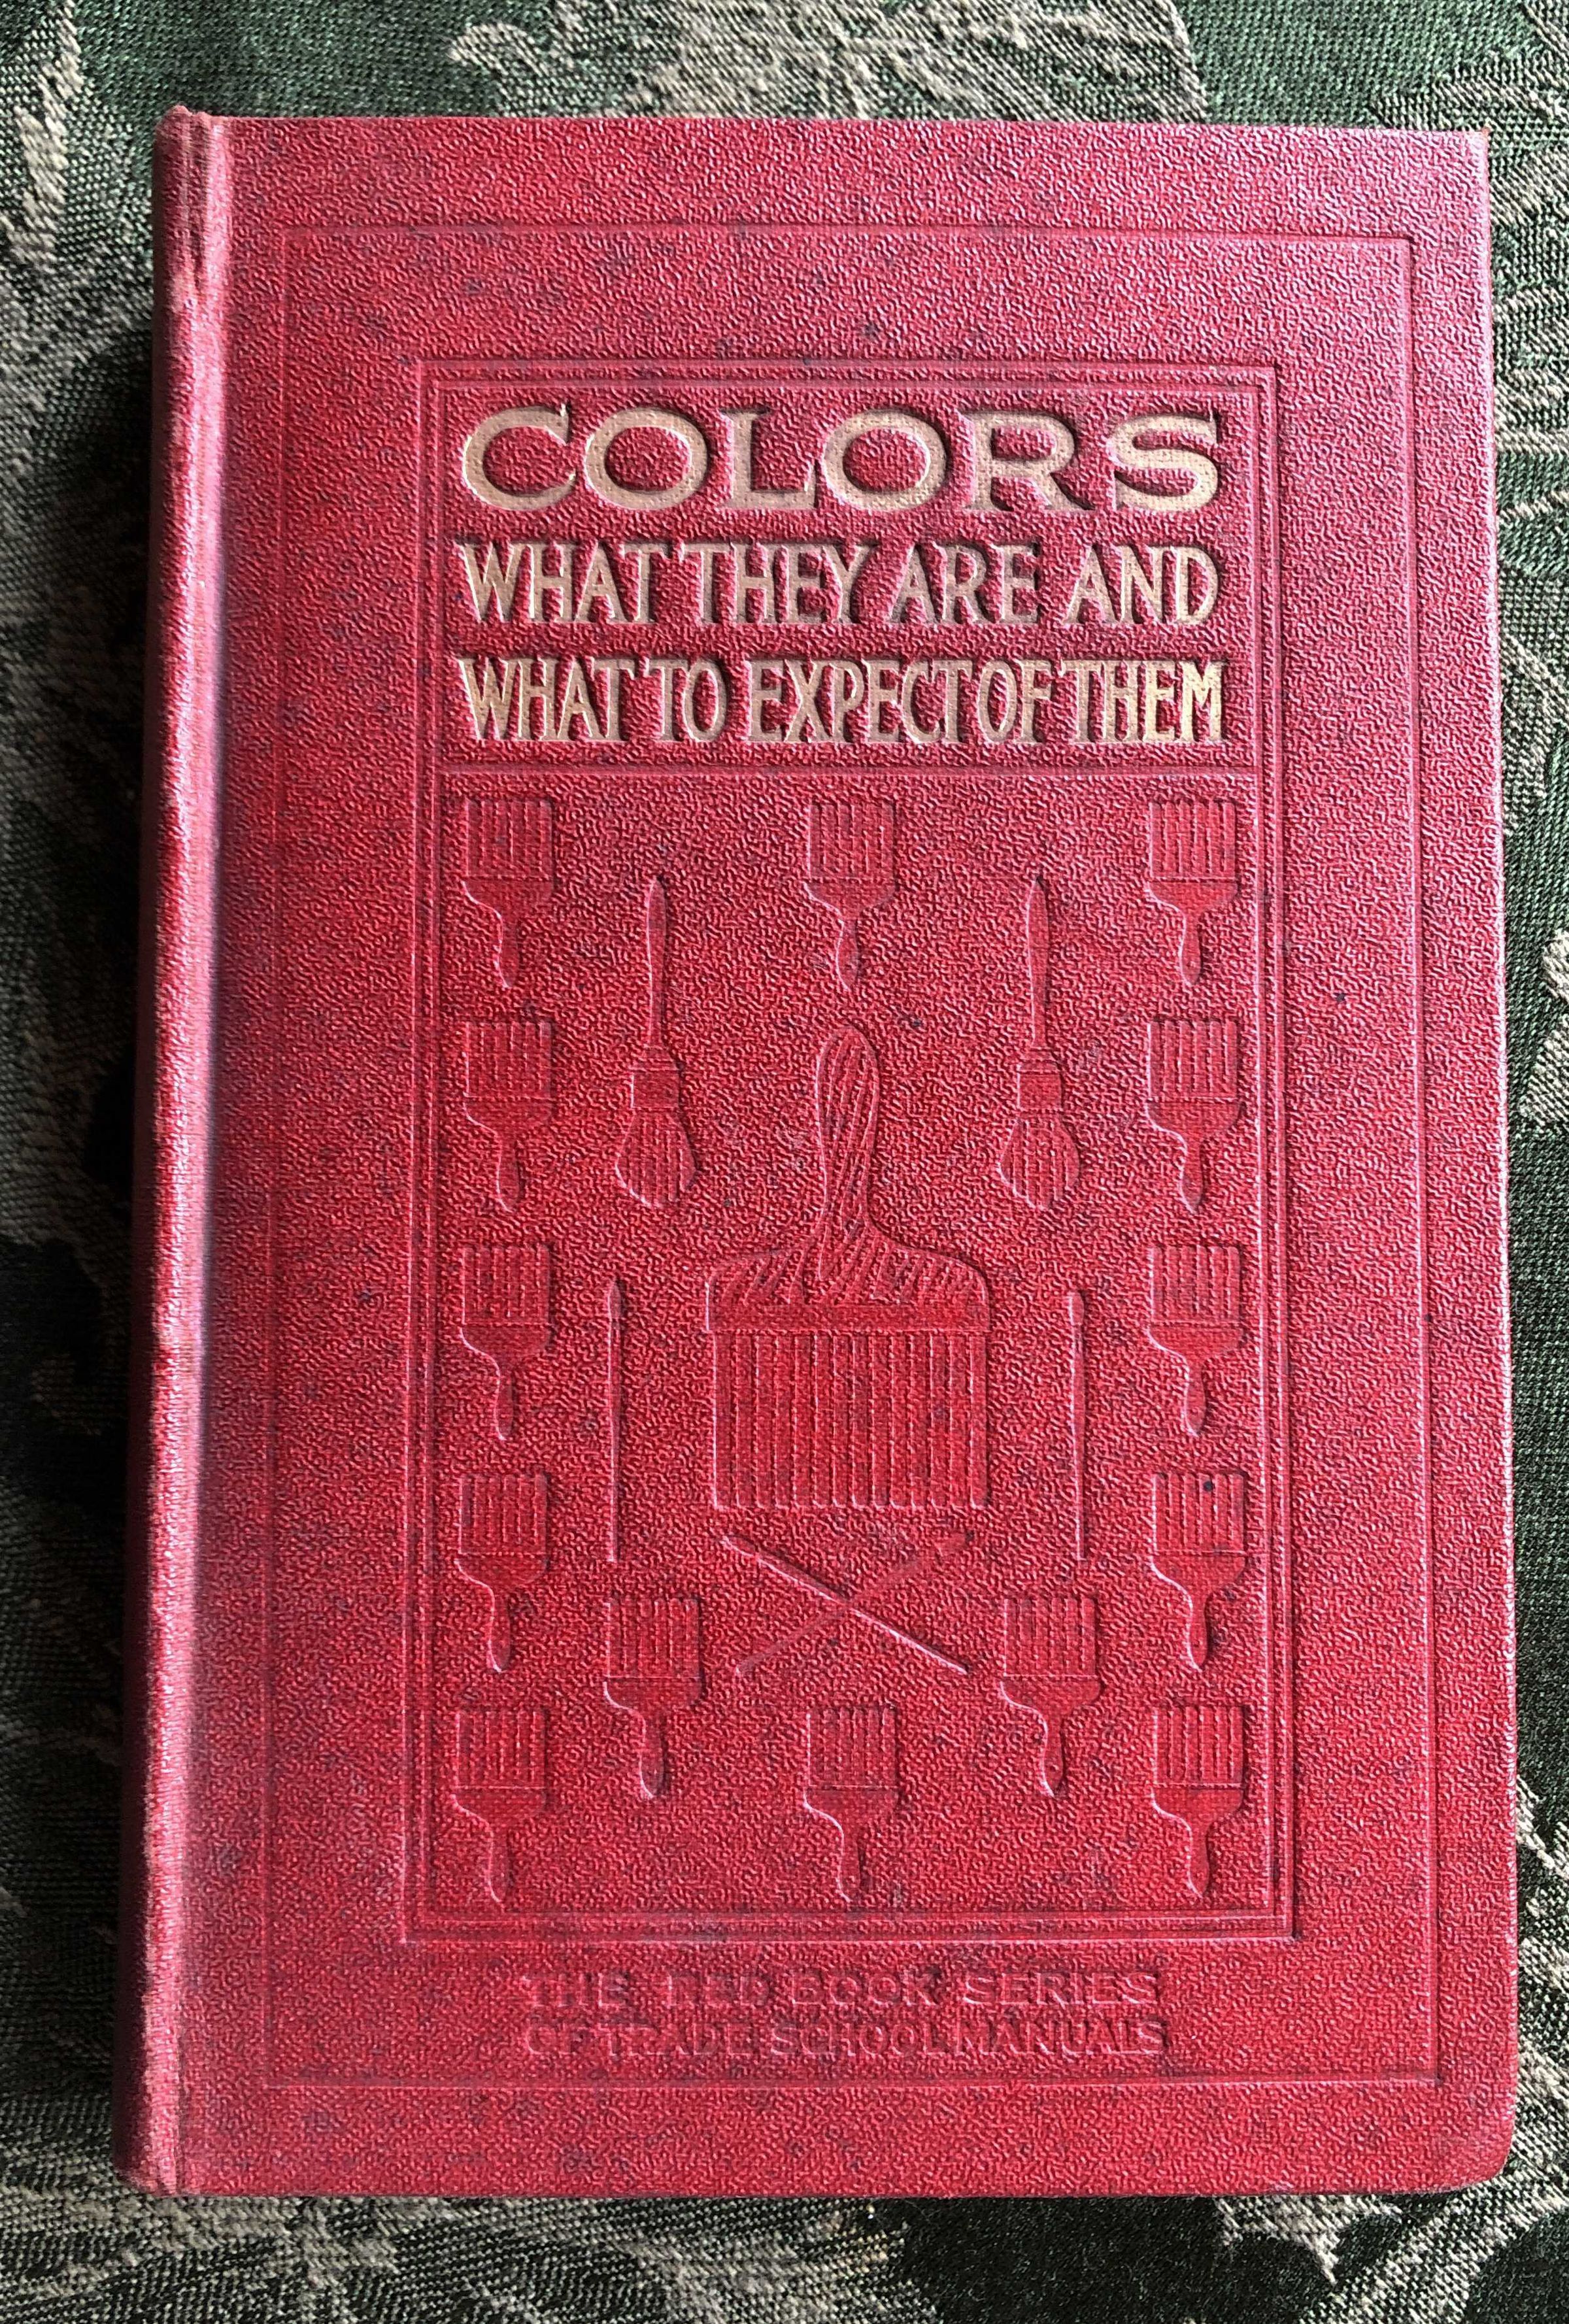 COLORS
WHAT THEY ARE AND
WHAT TO EXPECT OF THEM
THE RED BOOK SERIES
OF TRADE SCHOOL MANUALS